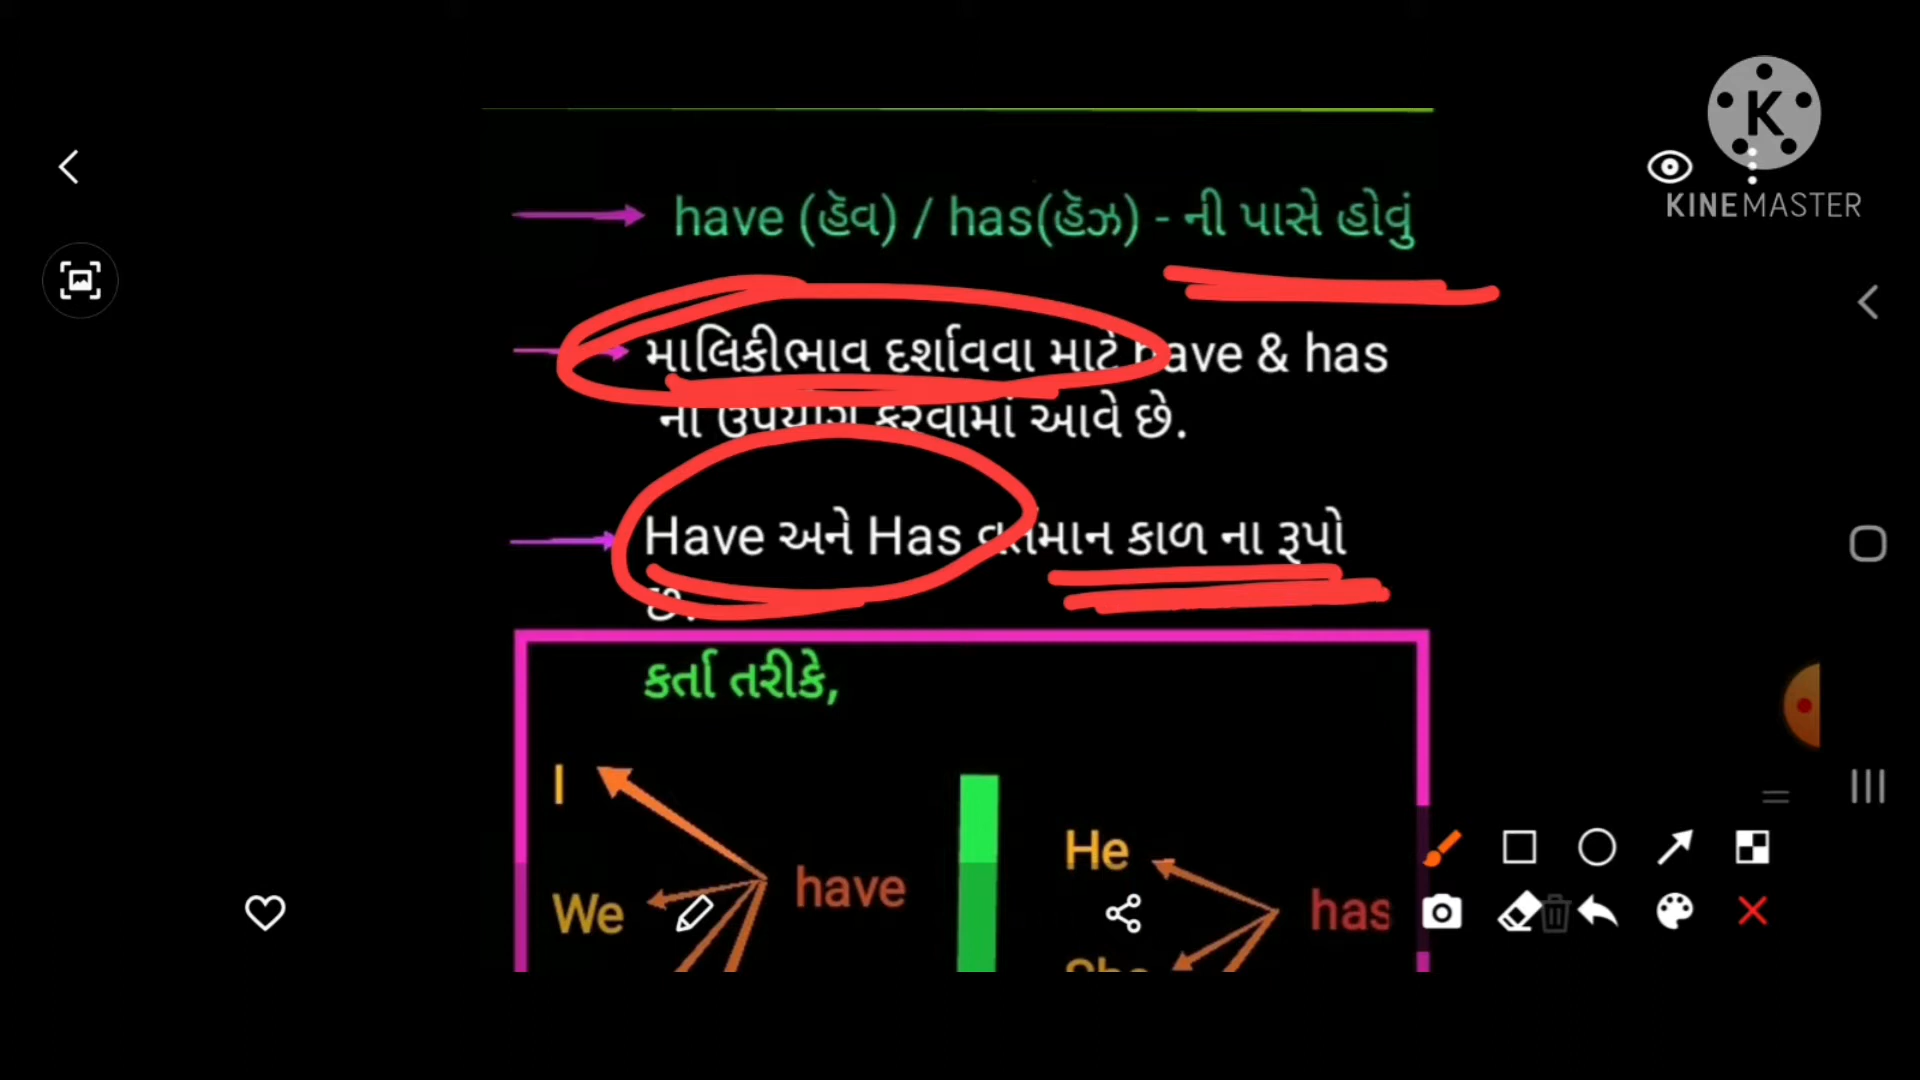 KINEMASTER
have (હૅવ) / has(હૅઝ) - ની પાસે હોવું
માલિકીભાવ દર્શાવવા માટે have & has
નો ઉપયોગ કરવામાં આવે છે.
Have અને Has વર્તમાન કાળ ના રૂપો
છે.
કર્તા તરીકે,
I
He
have
We
has